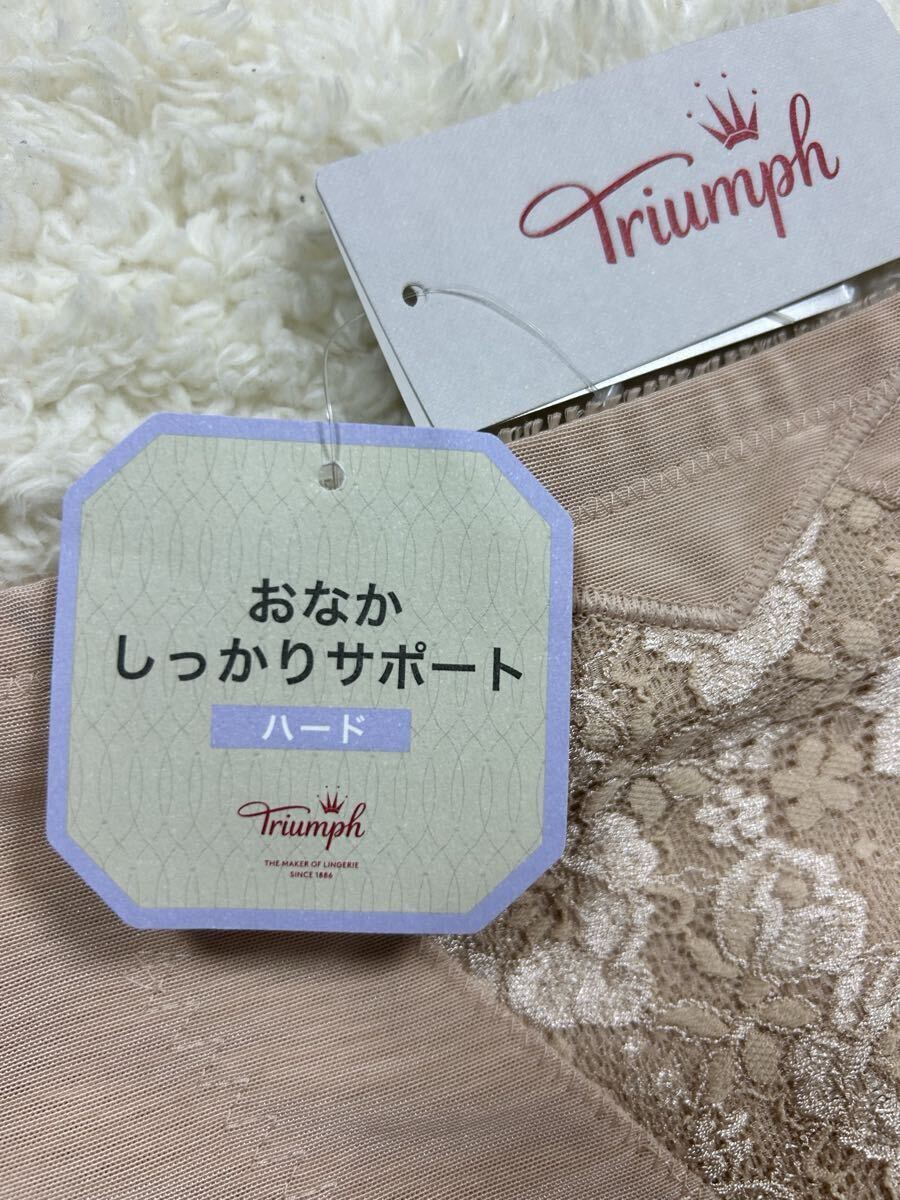 Triumph
おなか
しっかりサポート
ハード
Triumph
THE MAKER OF LINGERIE
SINCE 1886